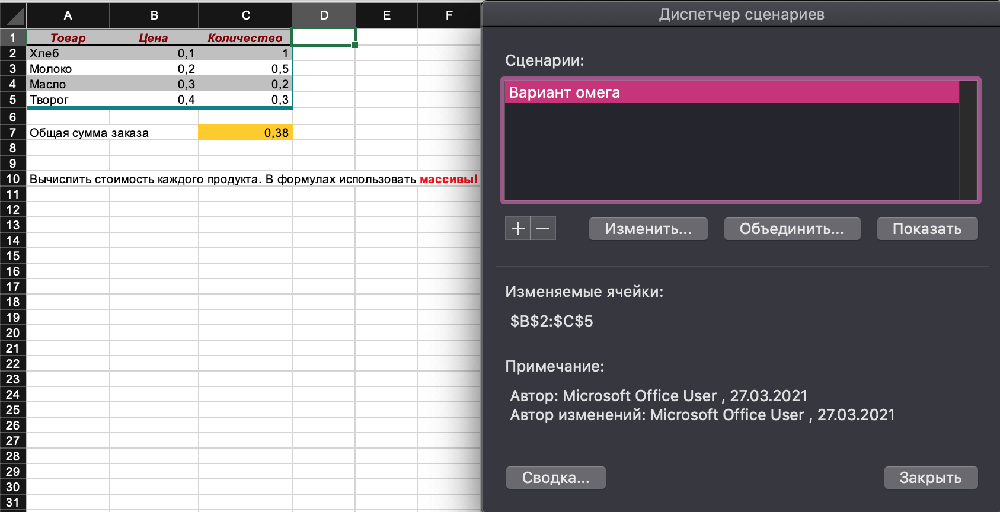 A B C D E F
1 Товар Цена Количество
2 Хлеб 0,1 1
3 Молоко 0,2 0,5
4 Масло 0,3 0,2
5 Творог 0,4 0,3
6
7 Общая сумма заказа 0,38
8
9
10 Вычислить стоимость каждого продукта. В формулах использовать массивы!
11
12
13
14
15
16
17
18
19
20
21
22
23
24
25
26
27
28
29
30
31
Диспетчер сценариев
Сценарии:
Вариант омега
Изменить... Объединить... Показать
Изменяемые ячейки:
$B$2:$C$5
Примечание:
Автор: Microsoft Office User , 27.03.2021
Автор изменений: Microsoft Office User , 27.03.2021
Сводка... Закрыть